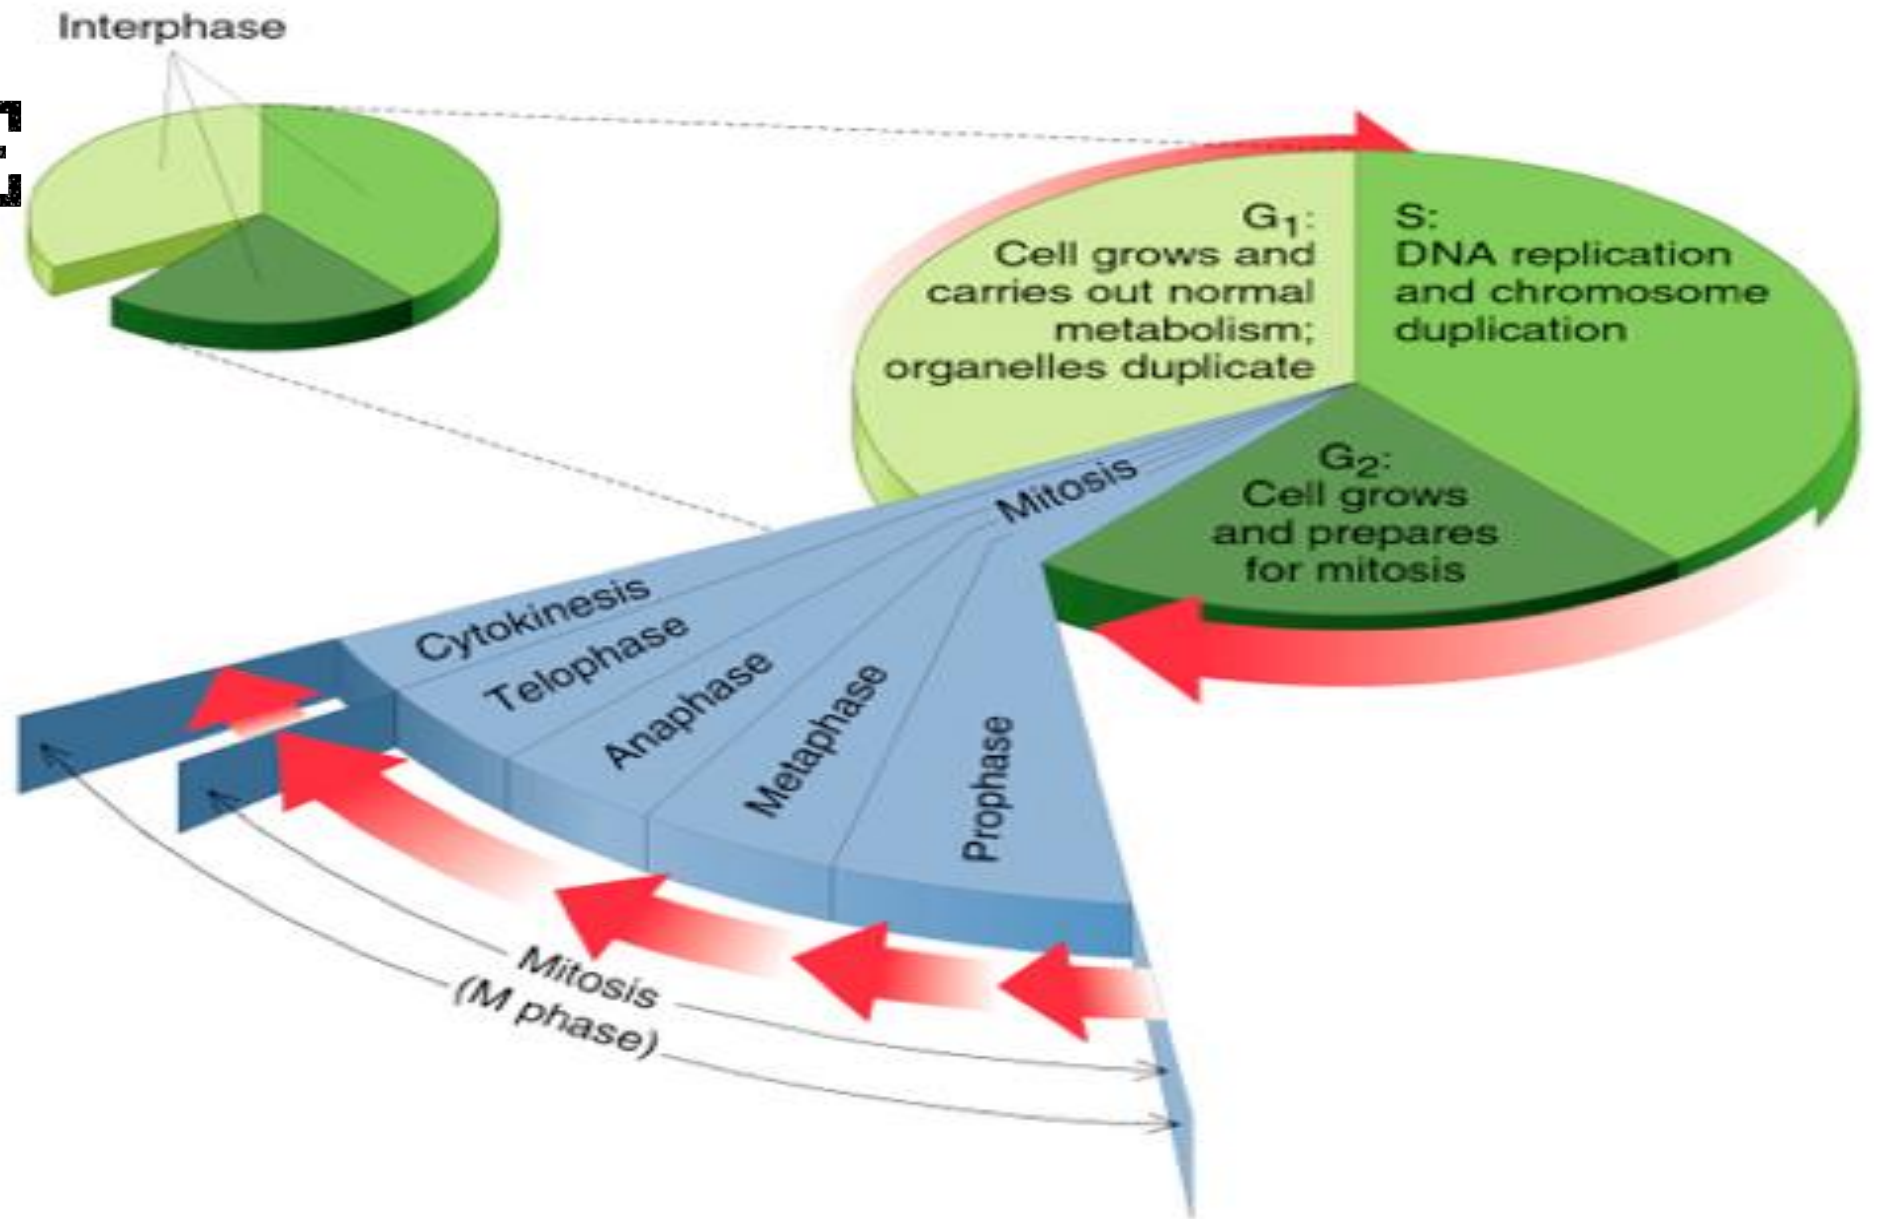 Interphase
G1:
Cell grows and
carries out normal
metabolism;
organelles duplicate
S:
DNA replication
and chromosome
duplication
G2:
Cell grows
and prepares
for mitosis
Mitosis
Cytokinesis
Telophase
Anaphase
Metaphase
Prophase
Mitosis
(M phase)